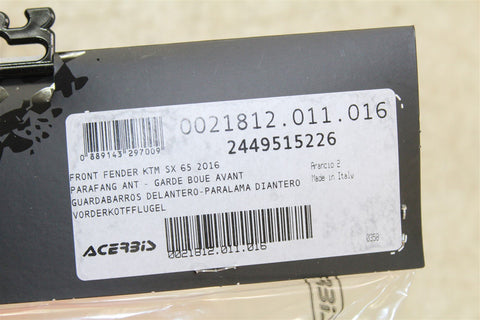 0021812.011.016
2449515226
0 889143 297009
FRONT FENDER KTM SX 65 2016
PARAFANG ANT - GARDE BOUE AVANT
GUARDABARROS DELANTERO-PARALAMA DIANTERO
VORDERKOTFFLUGEL
Arancio 2
Made in Italy
ACERBIS
0021812.011.016
0358